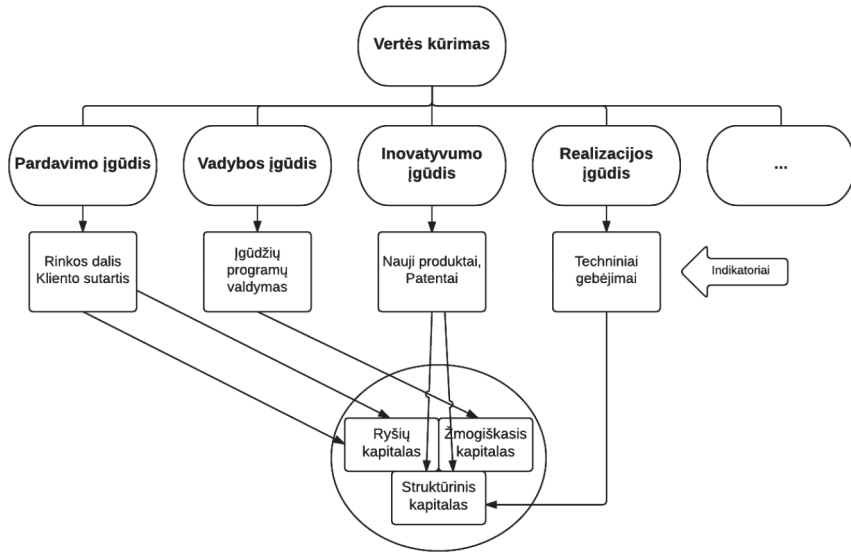 Vertės kūrimas
Pardavimo įgūdis
Vadybos įgūdis
Inovatyvumo
įgūdis
Realizacijos
įgūdis
...
Rinkos dalis
Kliento sutartis
Įgūdžių
programų
valdymas
Nauji produktai,
Patentai
Techniniai
gebėjimai
Indikatoriai
Ryšių
kapitalas
Žmogiškasis
kapitalas
Struktūrinis
kapitalas